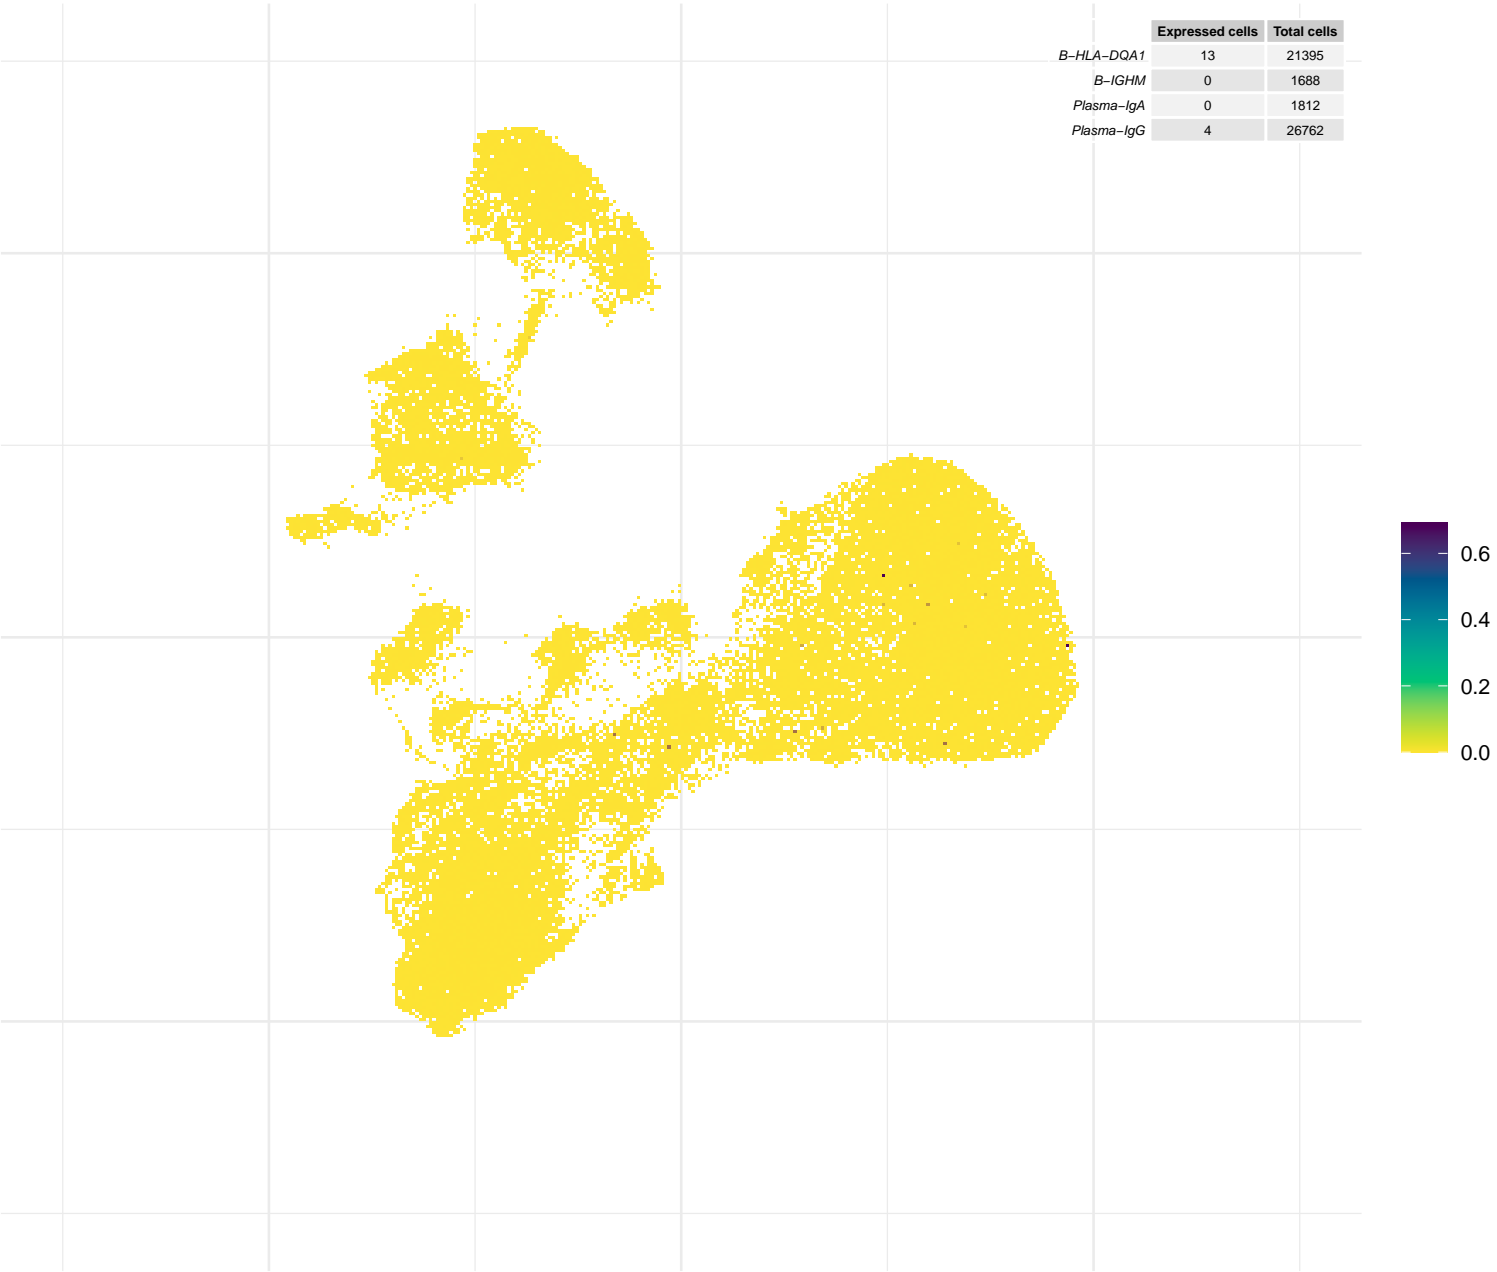 Expressed cells Total cells
B−HLA−DQA1 13 21395
B−IGHM 0 1688
Plasma−IgA 0 1812
Plasma−IgG 4 26762
0.6
0.4
0.2
0.0